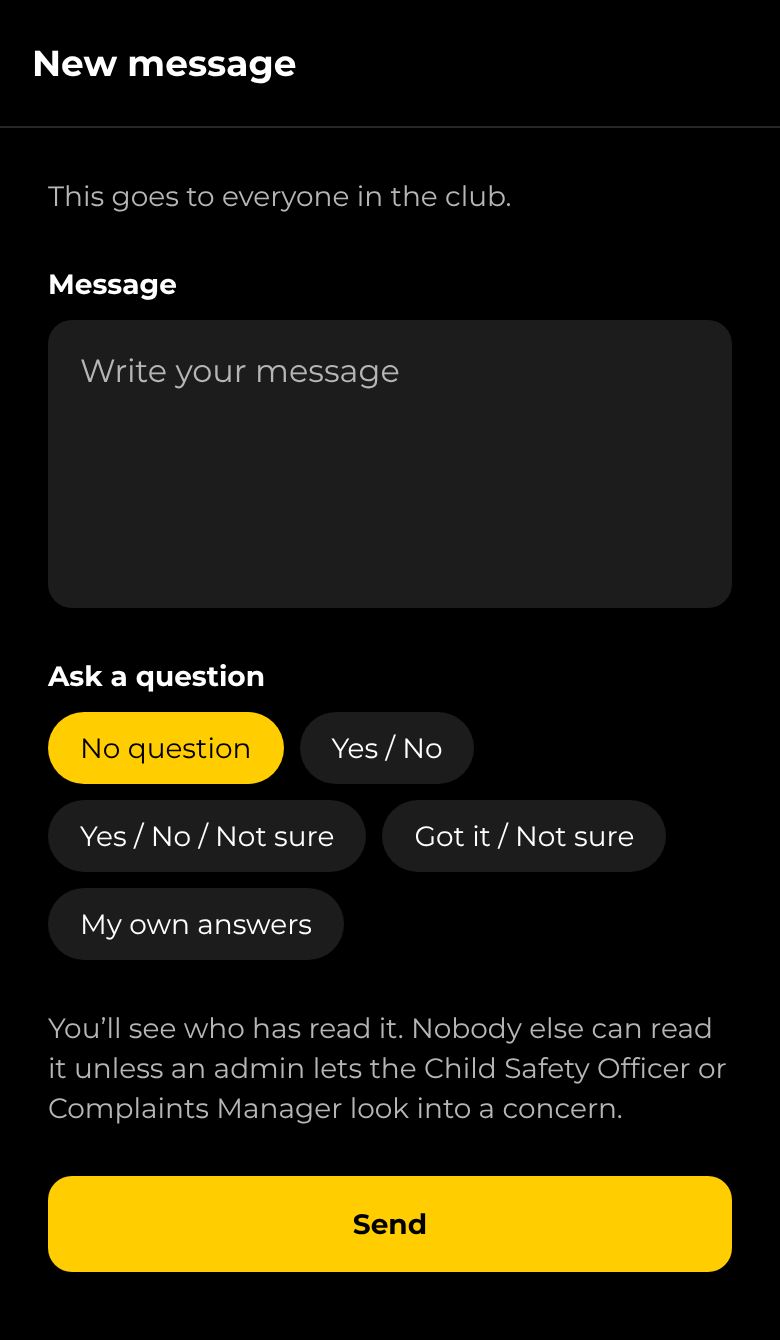 New message
This goes to everyone in the club.
Message
Write your message
Ask a question
No question
Yes / No
Yes / No / Not sure
Got it / Not sure
My own answers
You’ll see who has read it. Nobody else can read
it unless an admin lets the Child Safety Officer or
Complaints Manager look into a concern.
Send